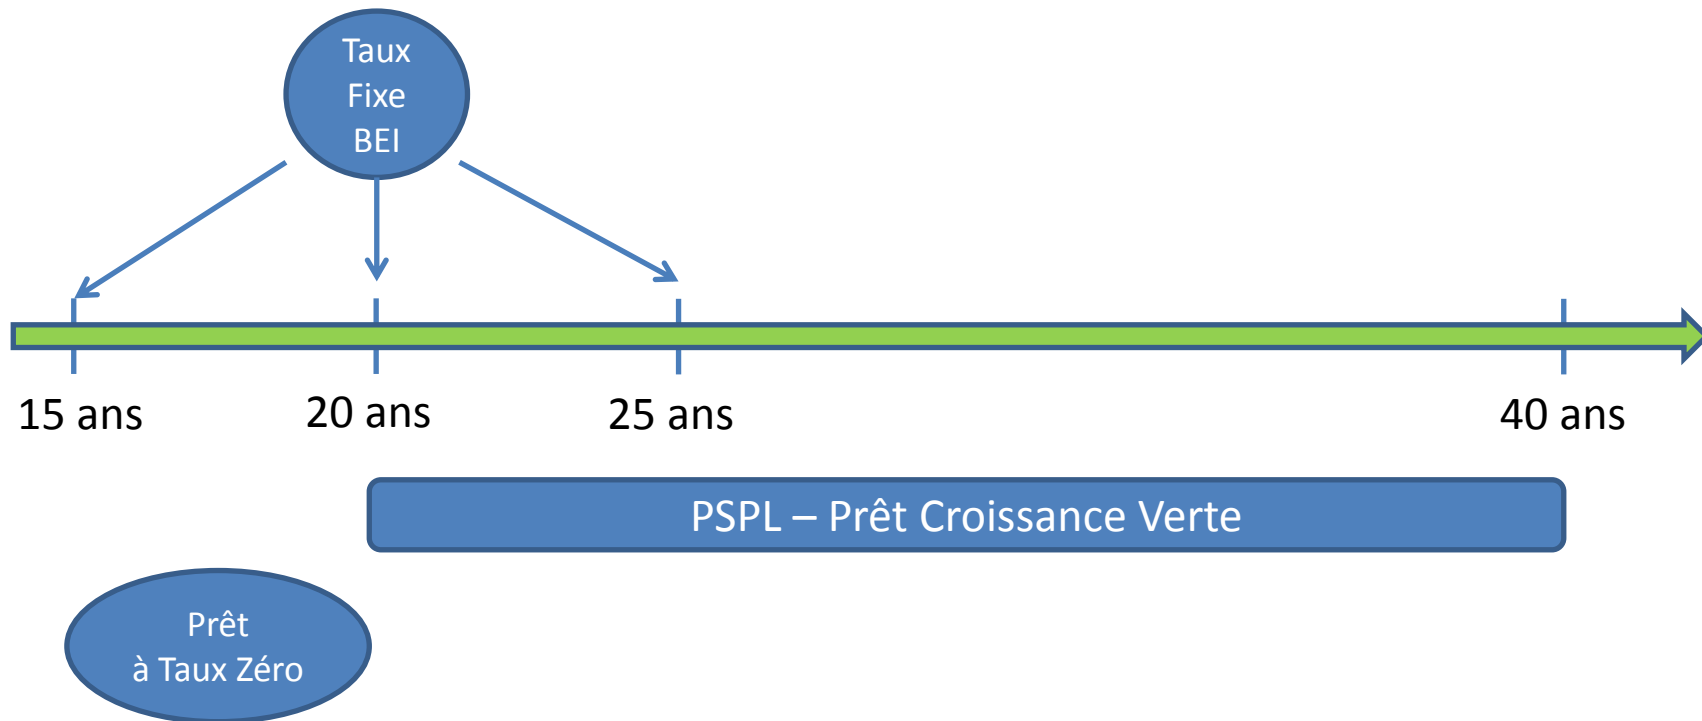 Taux
Fixe
BEI
15 ans
20 ans
25 ans
40 ans
PSPL – Prêt Croissance Verte
Prêt
à Taux Zéro